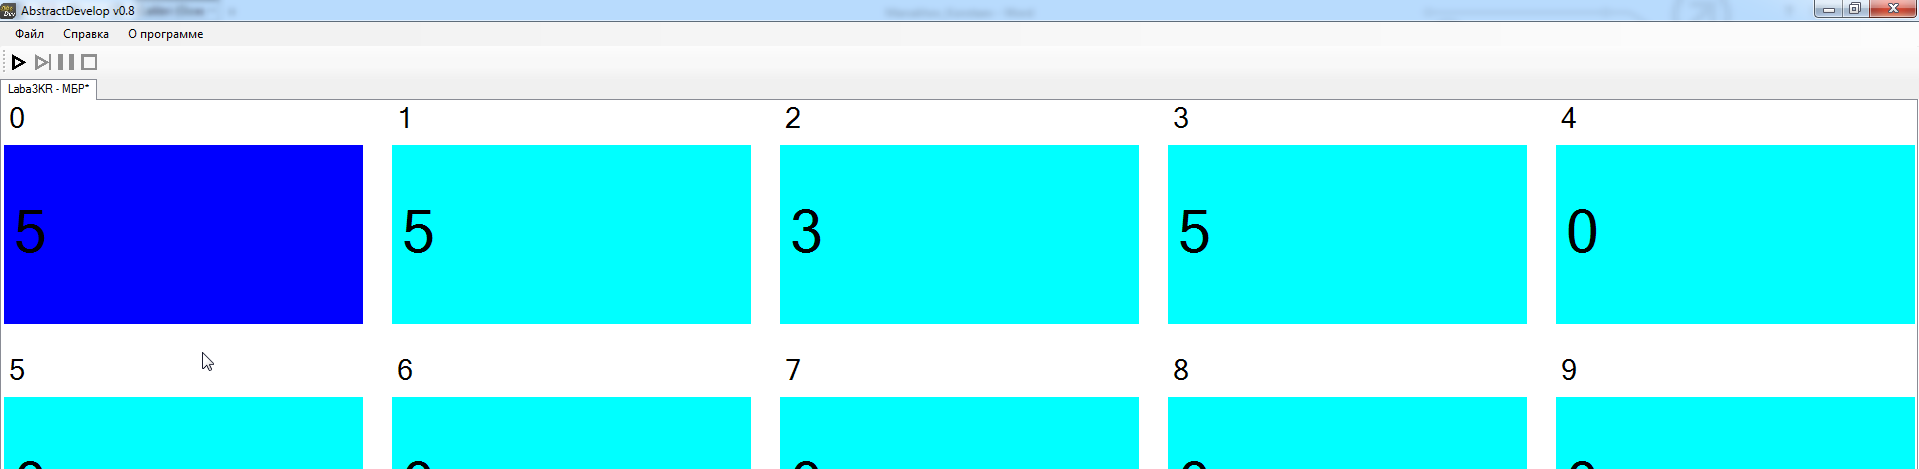 AbstractDevelop v0.8
Файл Справка О программе
Laba3KR - МБР*
0 1 2 3 4
5 5 3 5 0
5 6 7 8 9